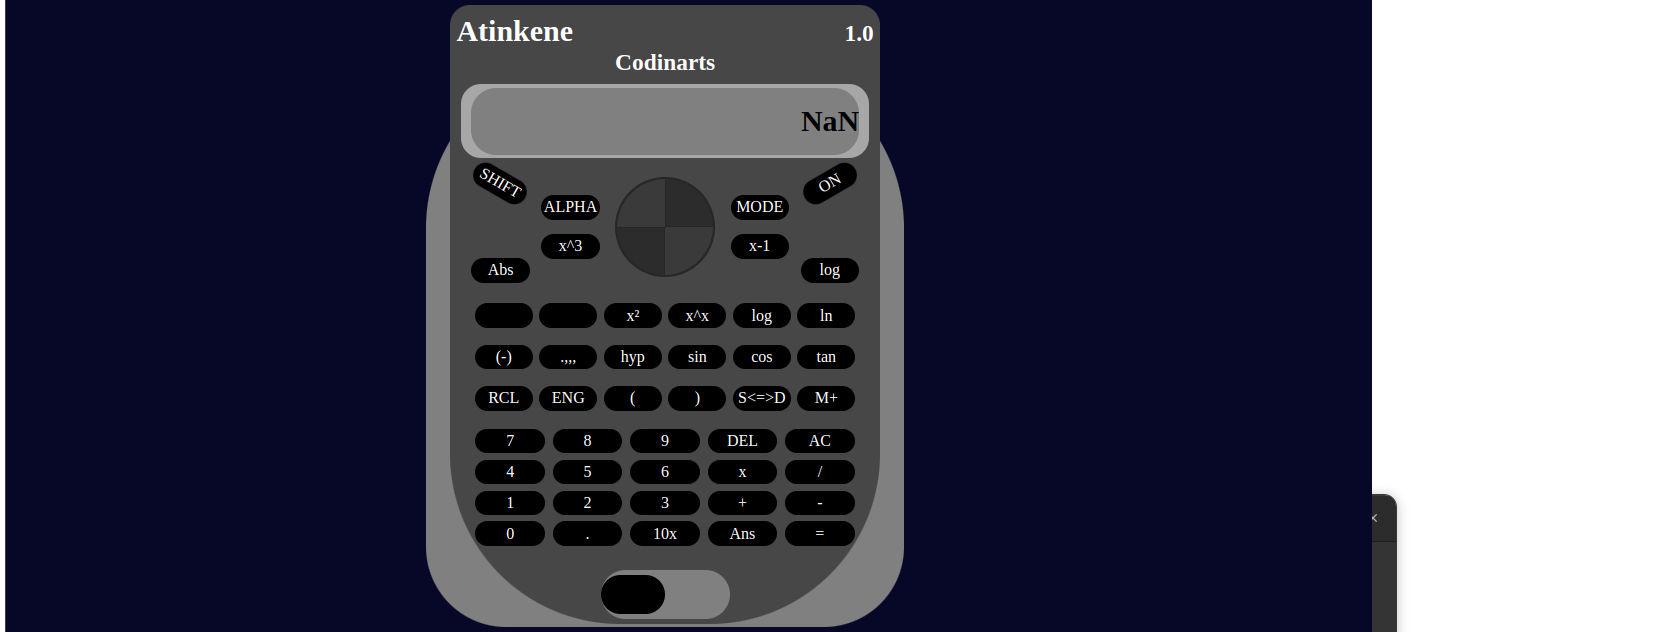 Atinkene 1.0
Codinarts
NaN
SHIFT ON
ALPHA MODE
x^3 x-1
Abs log
x² x^x log ln
(-) .,,, hyp sin cos tan
RCL ENG ( ) S<=>D M+
7 8 9 DEL AC
4 5 6 x /
1 2 3 + -
0 . 10x Ans =